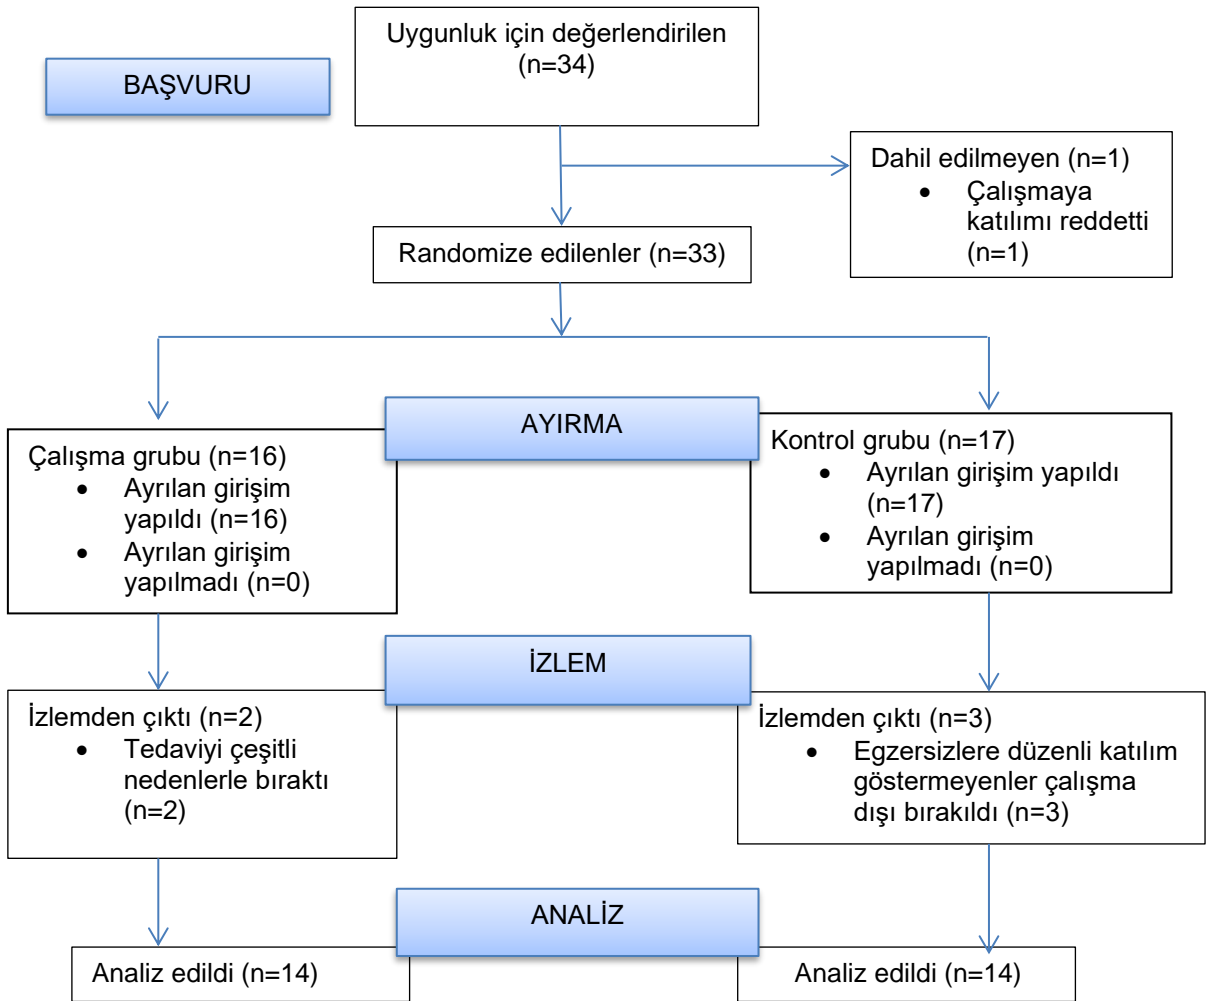 Uygunluk için değerlendirilen
(n=34)
BAŞVURU
Dahil edilmeyen (n=1)
• Çalışmaya
katılımı reddetti
(n=1)
Randomize edilenler (n=33)
AYIRMA
Çalışma grubu (n=16)
• Ayrılan girişim
yapıldı (n=16)
• Ayrılan girişim
yapılmadı (n=0)
Kontrol grubu (n=17)
• Ayrılan girişim yapıldı
(n=17)
• Ayrılan girişim
yapılmadı (n=0)
İZLEM
İzlemden çıktı (n=2)
• Tedaviyi çeşitli
nedenlerle bıraktı
(n=2)
İzlemden çıktı (n=3)
• Egzersizlere düzenli katılım
göstermeyenler çalışma
dışı bırakıldı (n=3)
ANALİZ
Analiz edildi (n=14)
Analiz edildi (n=14)